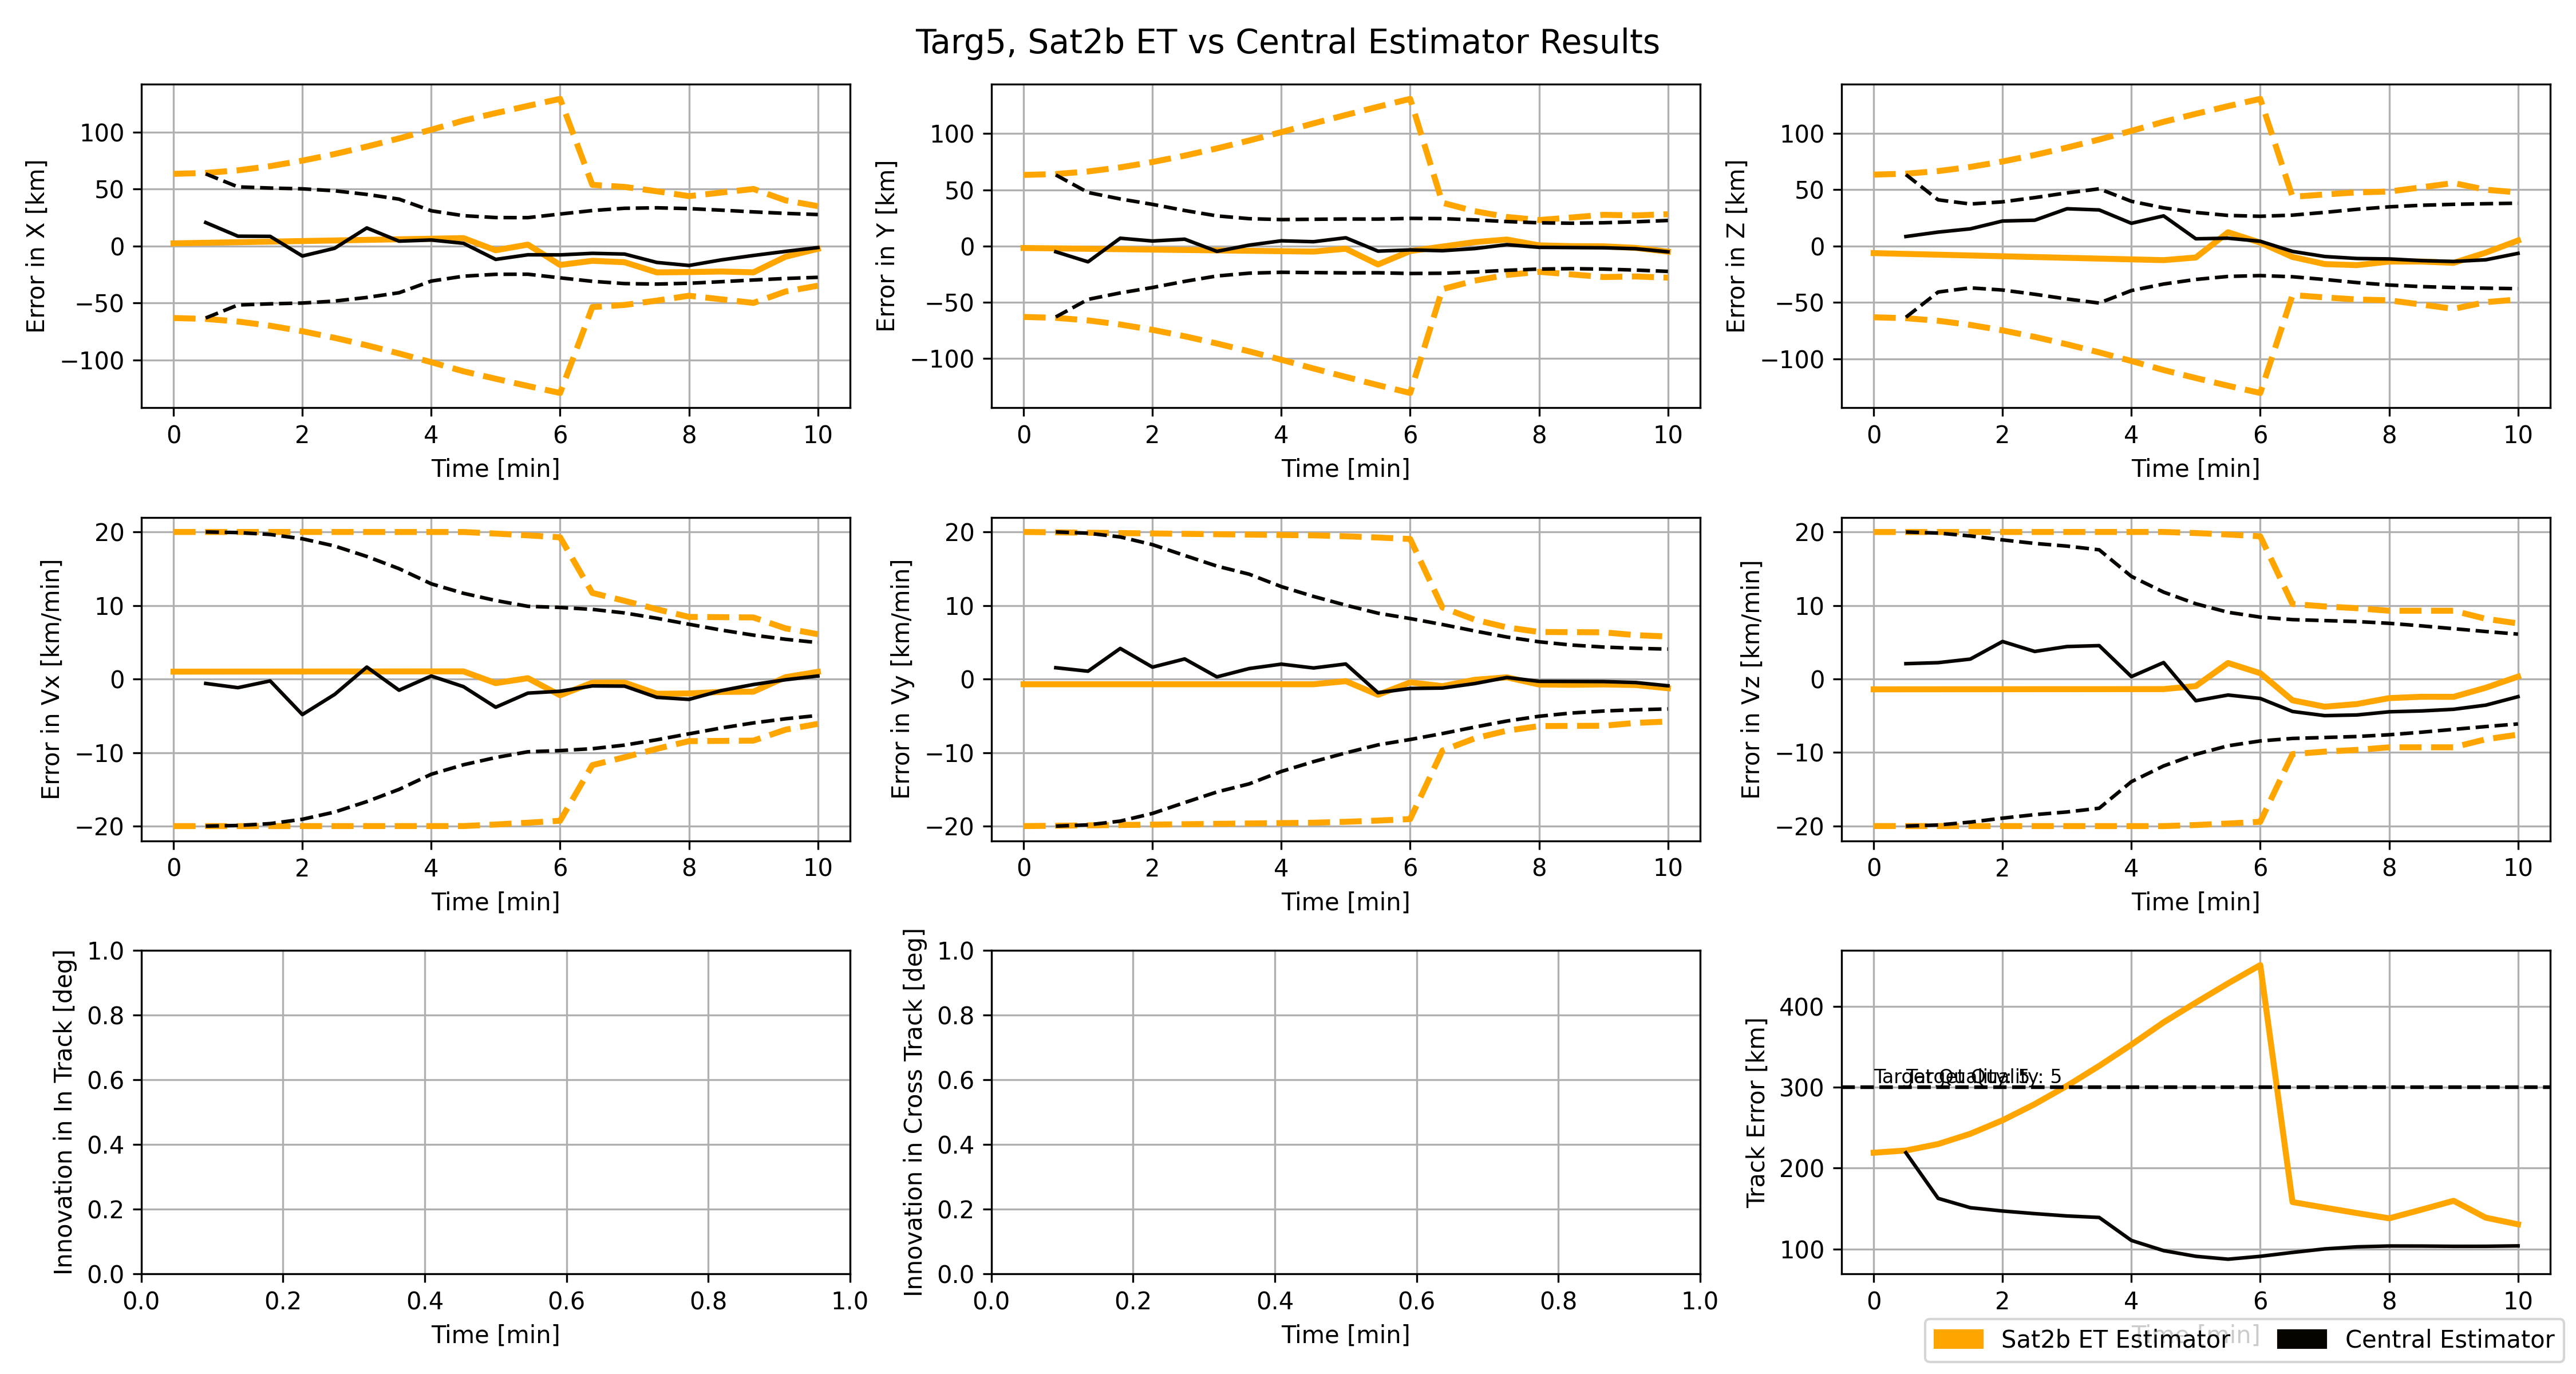 Targ5, Sat2b ET vs Central Estimator Results
Error in X [km]
100
50
0
−50
−100
0 2 4 6 8 10
Time [min]
Error in Y [km]
100
50
0
−50
−100
0 2 4 6 8 10
Time [min]
Error in Z [km]
100
50
0
−50
−100
0 2 4 6 8 10
Time [min]
Error in Vx [km/min]
20
10
0
−10
−20
0 2 4 6 8 10
Time [min]
Error in Vy [km/min]
20
10
0
−10
−20
0 2 4 6 8 10
Time [min]
Error in Vz [km/min]
20
10
0
−10
−20
0 2 4 6 8 10
Time [min]
Innovation in In Track [deg]
1.0
0.8
0.6
0.4
0.2
0.0
0.0 0.2 0.4 0.6 0.8 1.0
Time [min]
Innovation in Cross Track [deg]
1.0
0.8
0.6
0.4
0.2
0.0
0.0 0.2 0.4 0.6 0.8 1.0
Time [min]
Track Error [km]
400
300
200
100
Target Quality: 5
Target Quality: 5
0 2 4 6 8 10
Time [min]
Sat2b ET Estimator
Central Estimator